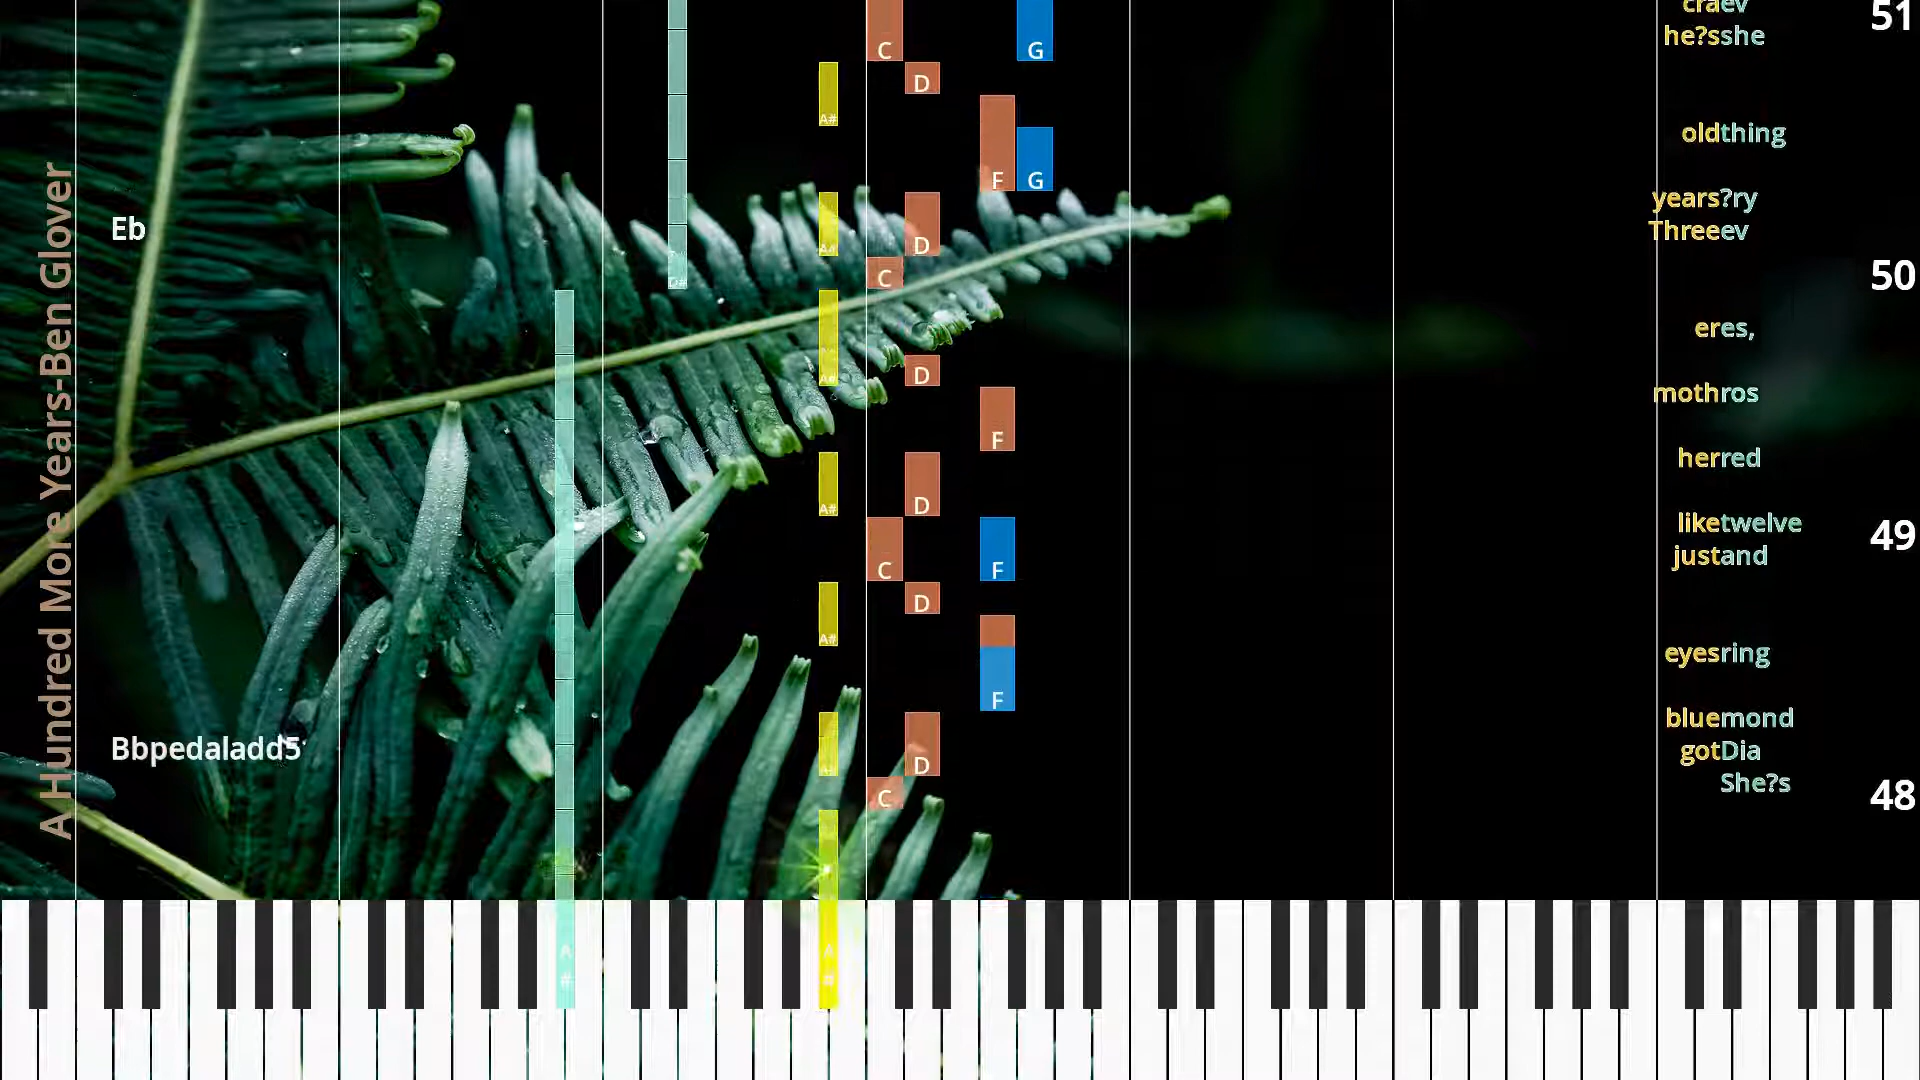 craev
51
he?sshe
C
G
D
A#
oldthing
F
G
years?ry
Threeev
Eb
A#
D
C
D#
50
eres,
A#
D
mothros
F
herred
A#
D
liketwelve
49
justand
C
F
D
A#
eyesring
F
bluemond
Bbpedaladd5
gotDia
A#
D
She?s
C
48
A Hundred More Years-Ben Glover
A
#
A
#